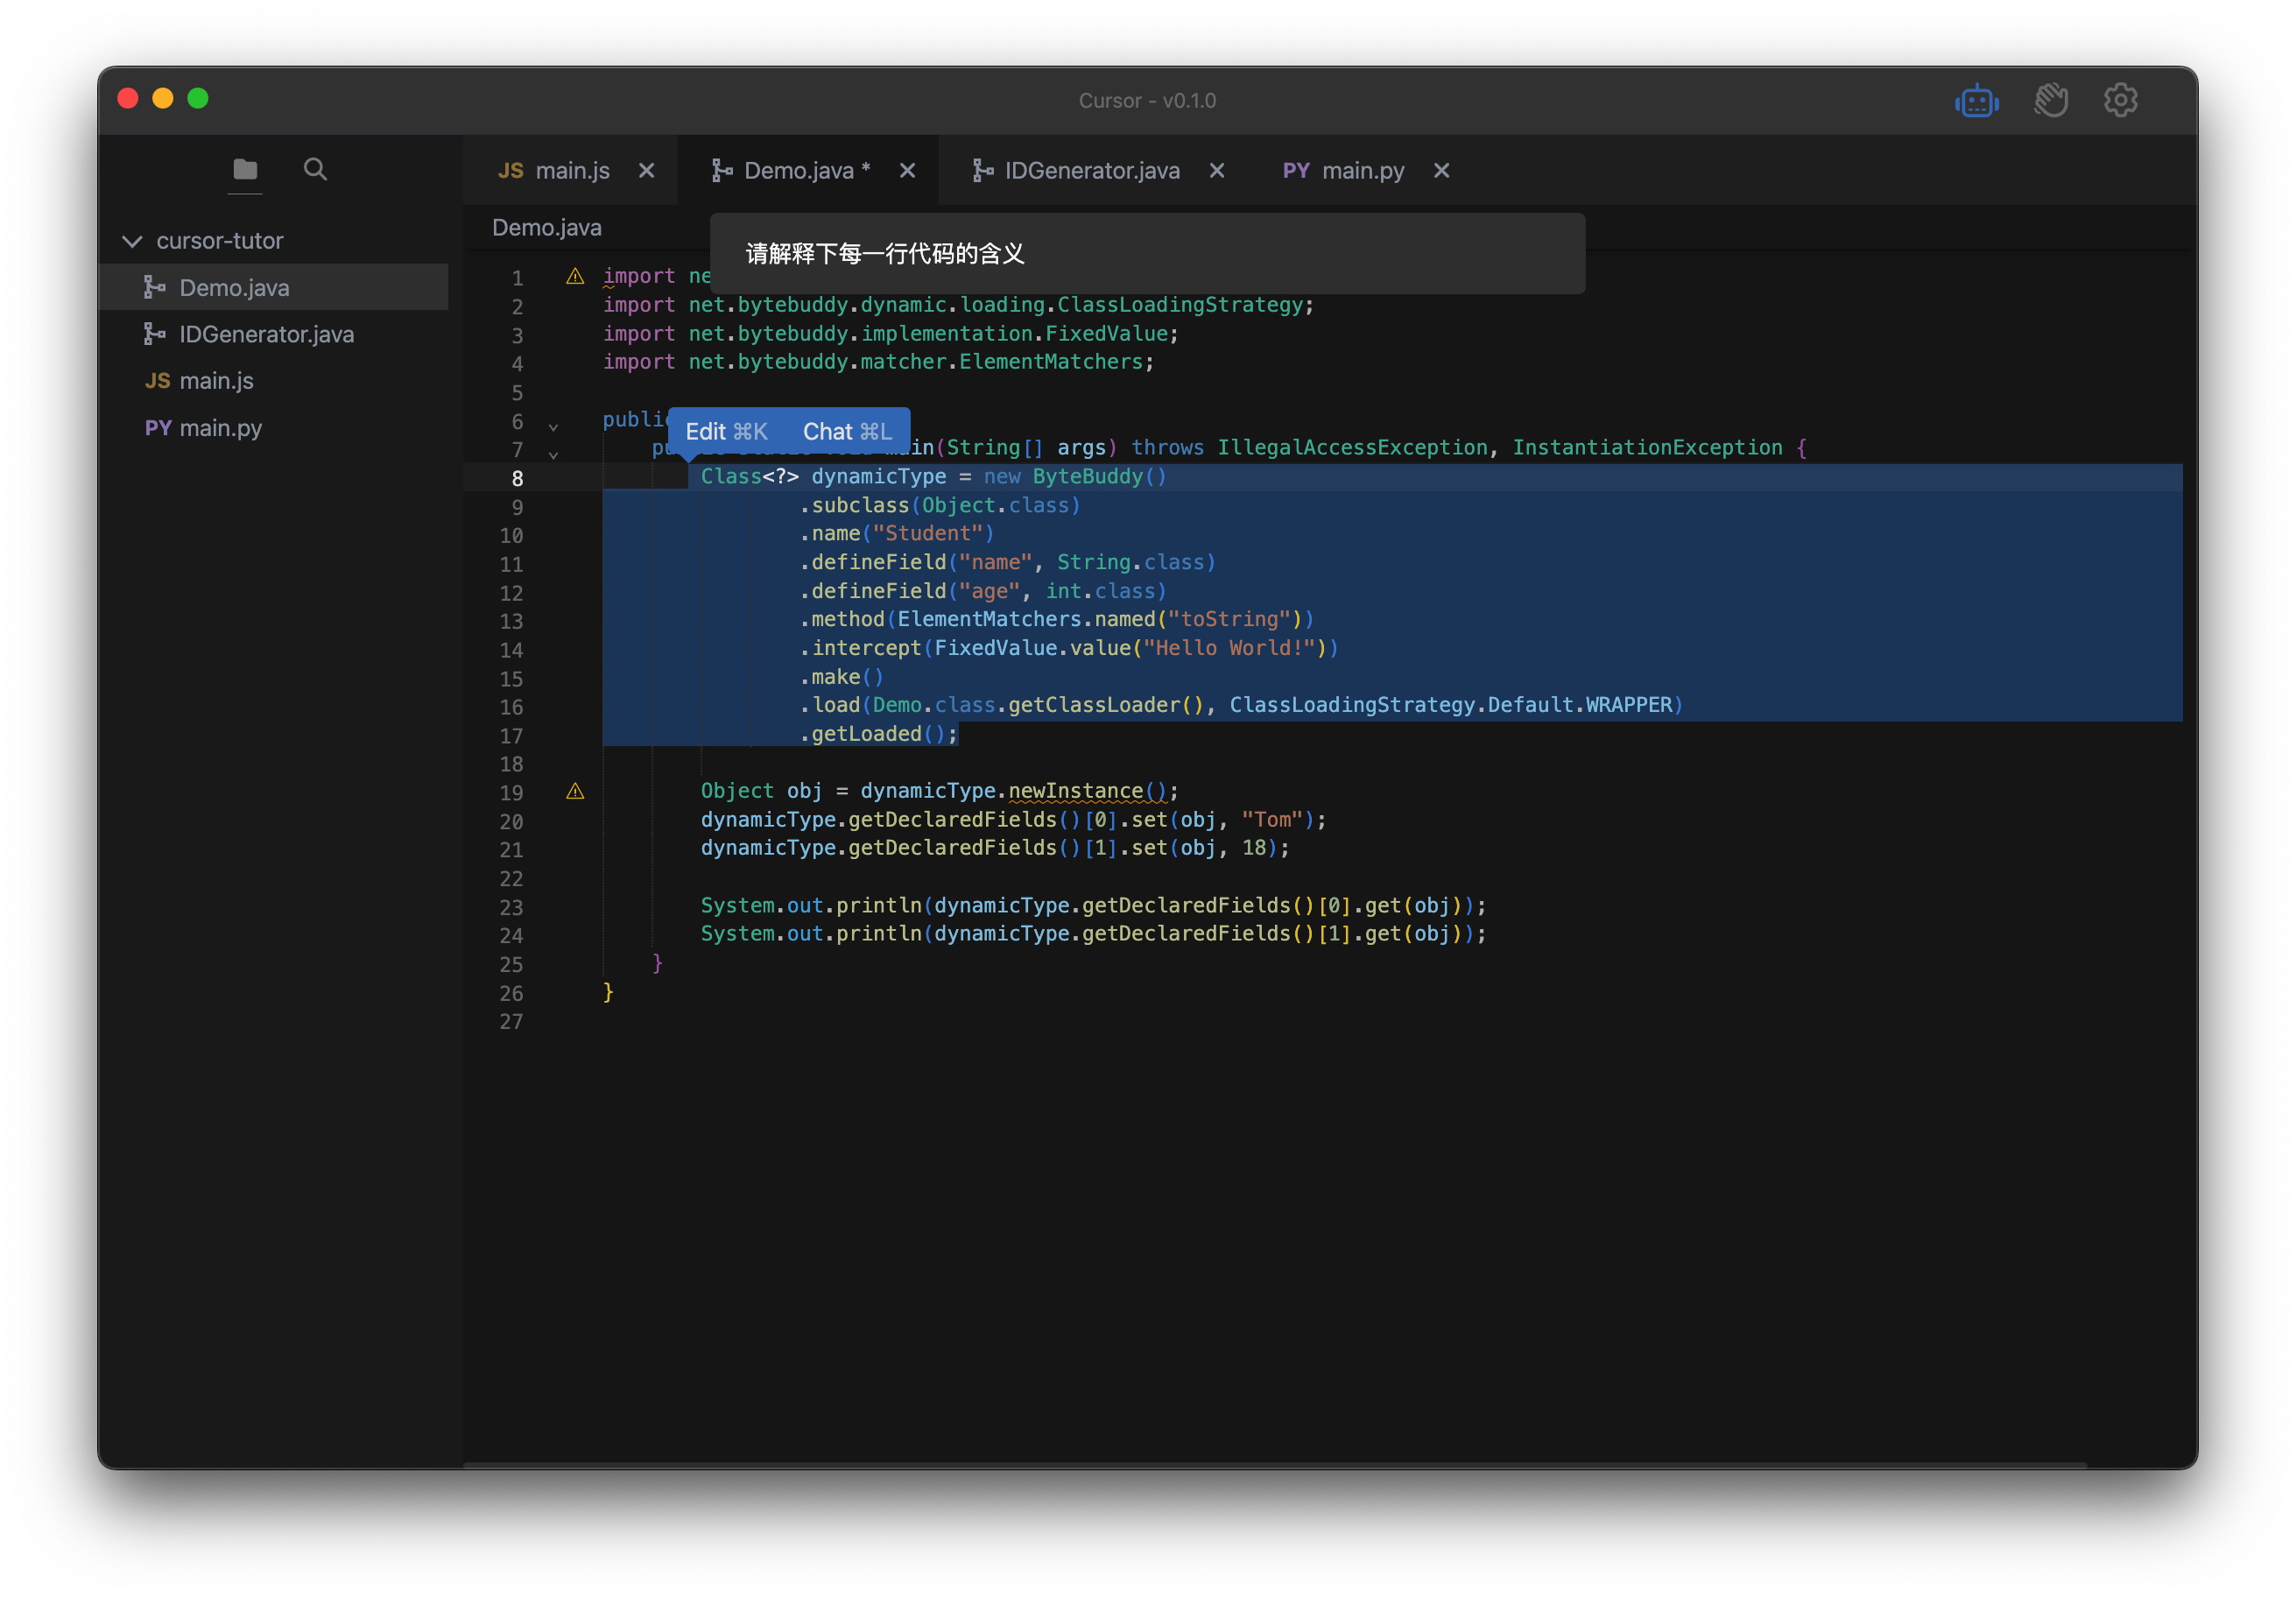 Cursor - v0.1.0
JS main.js ✕ Demo.java * ✕ IDGenerator.java ✕ PY main.py ✕
cursor-tutor
Demo.java
IDGenerator.java
JS main.js
PY main.py
Demo.java
请解释下每一行代码的含义
1 import
2 import net.bytebuddy.dynamic.loading.ClassLoadingStrategy;
3 import net.bytebuddy.implementation.FixedValue;
4 import net.bytebuddy.matcher.ElementMatchers;
5
Edit ⌘K Chat ⌘L
6
7 main(String[] args) throws IllegalAccessException, InstantiationException {
8 Class<?> dynamicType = new ByteBuddy()
9 .subclass(Object.class)
10 .name("Student")
11 .defineField("name", String.class)
12 .defineField("age", int.class)
13 .method(ElementMatchers.named("toString"))
14 .intercept(FixedValue.value("Hello World!"))
15 .make()
16 .load(Demo.class.getClassLoader(), ClassLoadingStrategy.Default.WRAPPER)
17 .getLoaded();
18
19 Object obj = dynamicType.newInstance();
20 dynamicType.getDeclaredFields()[0].set(obj, "Tom");
21 dynamicType.getDeclaredFields()[1].set(obj, 18);
22
23 System.out.println(dynamicType.getDeclaredFields()[0].get(obj));
24 System.out.println(dynamicType.getDeclaredFields()[1].get(obj));
25 }
26 }
27